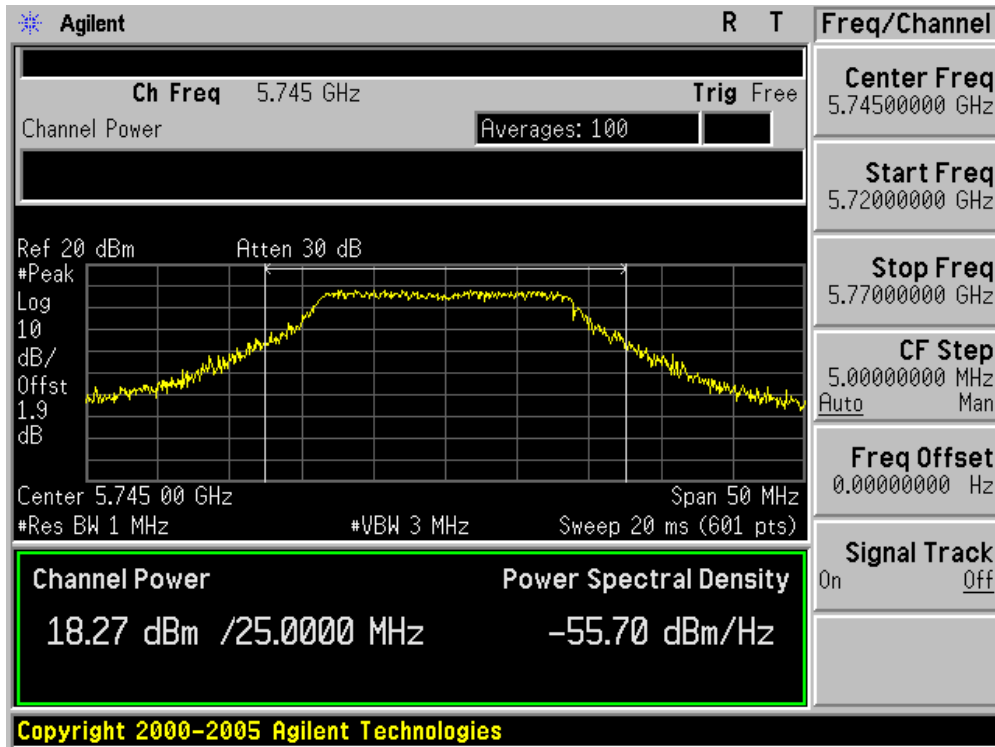 Agilent R T
Freq/Channel
Ch Freq 5.745 GHz Trig Free
Channel Power Averages: 100
Ref 20 dBm Atten 30 dB
#Peak
Log
10
dB/
Offst
1.9
dB
Center 5.745 00 GHz Span 50 MHz
#Res BW 1 MHz #VBW 3 MHz Sweep 20 ms (601 pts)
Channel Power Power Spectral Density
18.27 dBm /25.0000 MHz -55.70 dBm/Hz
Center Freq
5.74500000 GHz
Start Freq
5.72000000 GHz
Stop Freq
5.77000000 GHz
CF Step
5.00000000 MHz
Auto Man
Freq Offset
0.00000000 Hz
Signal Track
On Off
Copyright 2000-2005 Agilent Technologies